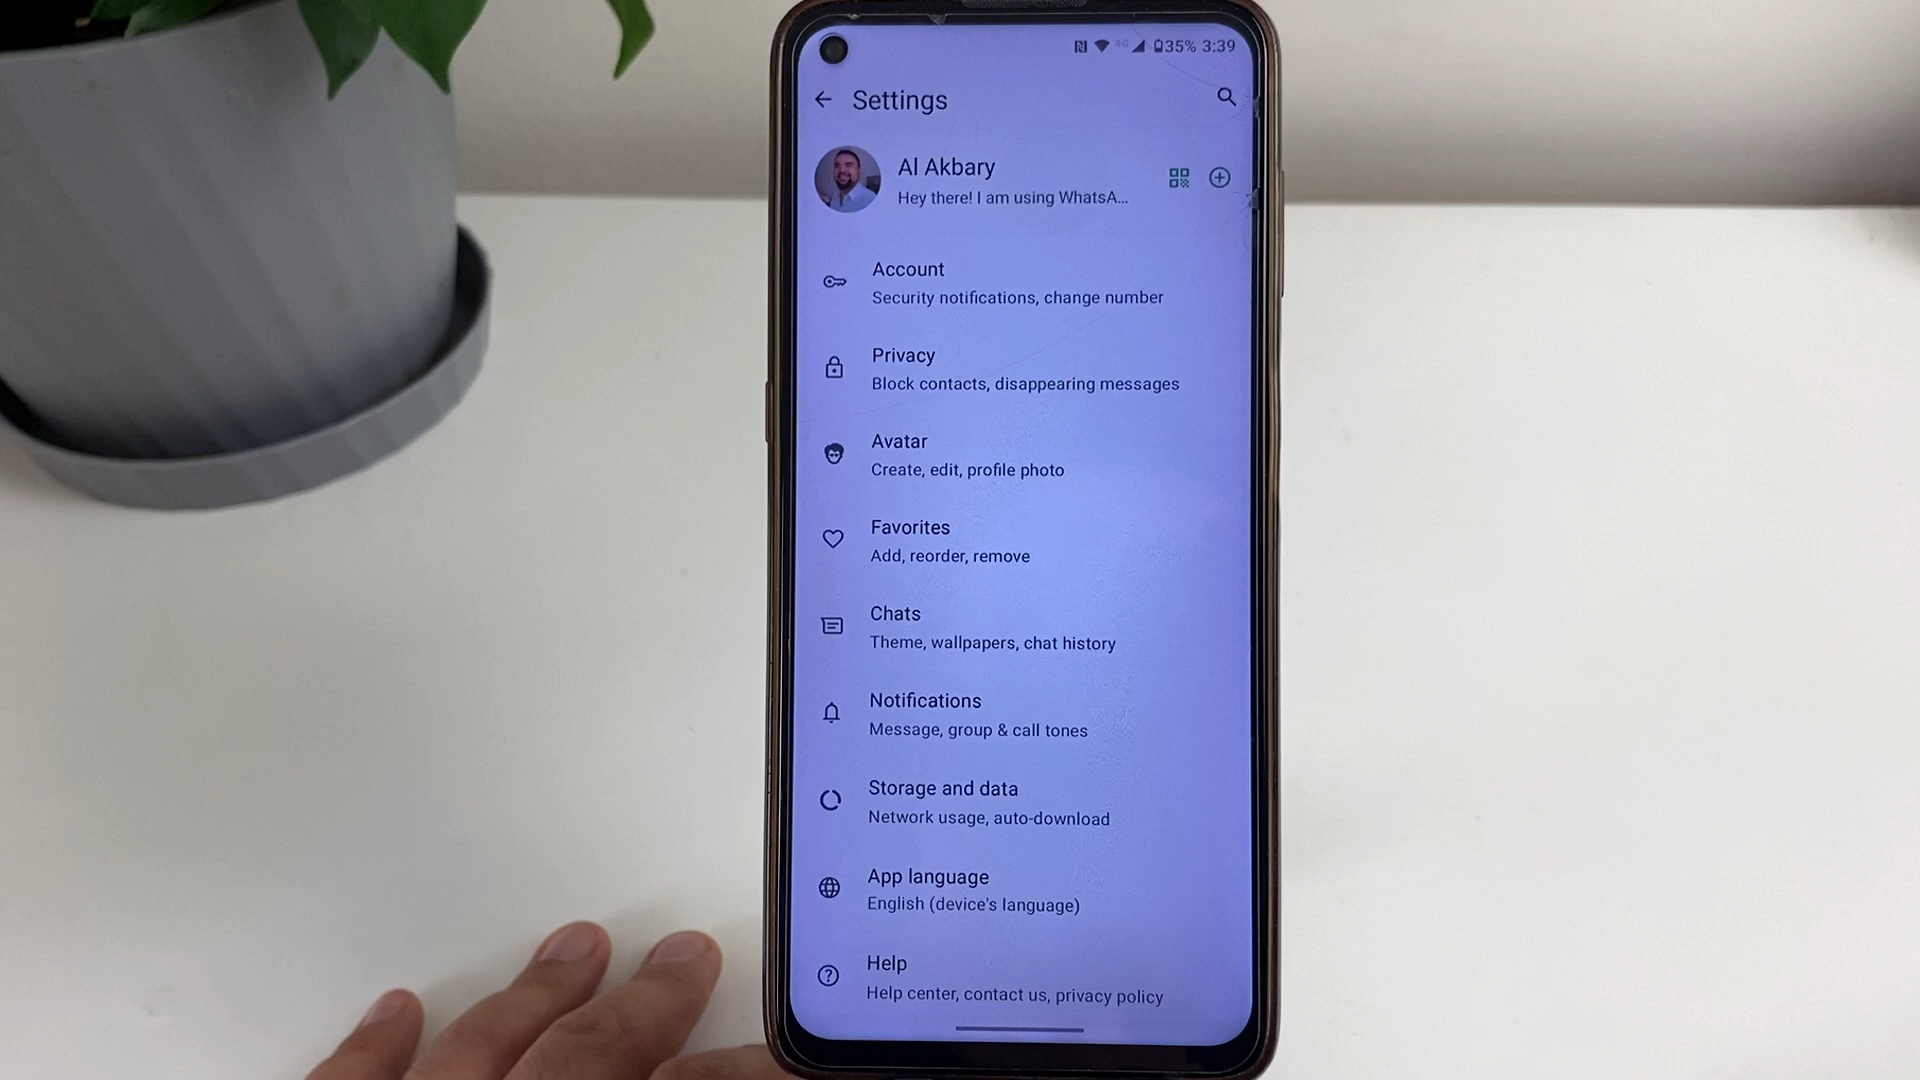 4G 35% 3:39
Settings
Al Akbary
Hey there! I am using WhatsA...
Account
Security notifications, change number
Privacy
Block contacts, disappearing messages
Avatar
Create, edit, profile photo
Favorites
Add, reorder, remove
Chats
Theme, wallpapers, chat history
Notifications
Message, group & call tones
Storage and data
Network usage, auto-download
App language
English (device's language)
Help
Help center, contact us, privacy policy